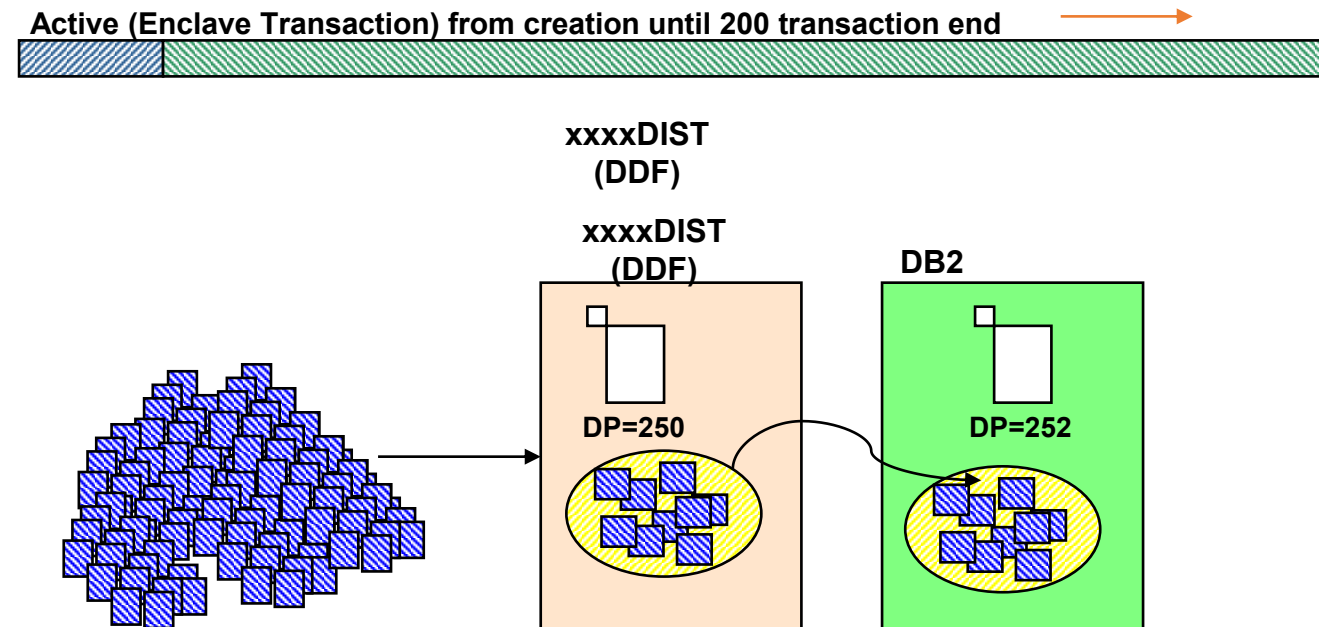 Active (Enclave Transaction) from creation until 200 transaction end
xxxxDIST
(DDF)
xxxxDIST
(DDF)
DB2
DP=250
DP=252